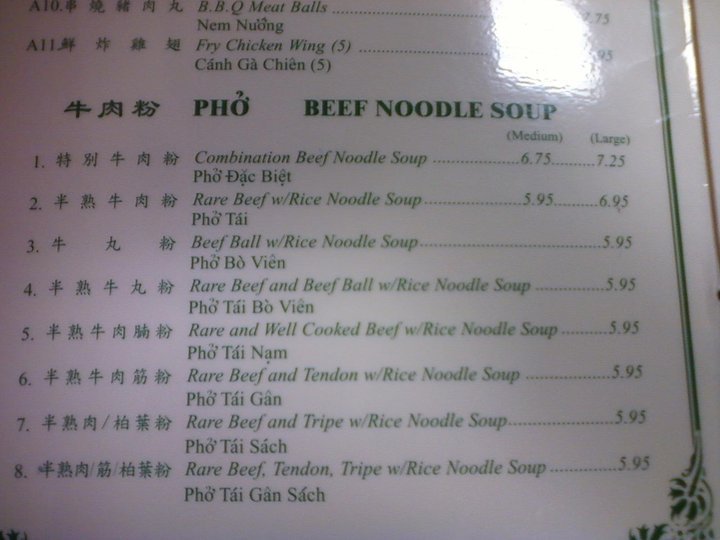 A10.串燒豬肉丸 B.B.Q Meat Balls ........ 7.75
Nem Nướng
A11.鮮炸雞翅 Fry Chicken Wing (5) ........ 95
Cánh Gà Chiên (5)
牛肉粉 PHỞ BEEF NOODLE SOUP
(Medium) (Large)
1. 特別牛肉粉 Combination Beef Noodle Soup ........ 6.75 ........ 7.25
Phở Đặc Biệt
2. 半熟牛肉粉 Rare Beef w/Rice Noodle Soup ........ 5.95 ........ 6.95
Phở Tái
3. 牛丸粉 Beef Ball w/Rice Noodle Soup ........ 5.95
Phở Bò Viên
4. 半熟牛丸粉 Rare Beef and Beef Ball w/Rice Noodle Soup ........ 5.95
Phở Tái Bò Viên
5. 半熟牛肉腩粉 Rare and Well Cooked Beef w/Rice Noodle Soup ........ 5.95
Phở Tái Nạm
6. 半熟牛肉筋粉 Rare Beef and Tendon w/Rice Noodle Soup ........ 5.95
Phở Tái Gân
7. 半熟肉/柏葉粉 Rare Beef and Tripe w/Rice Noodle Soup ........ 5.95
Phở Tái Sách
8. 半熟肉/筋/柏葉粉 Rare Beef, Tendon, Tripe w/Rice Noodle Soup ........ 5.95
Phở Tái Gân Sách